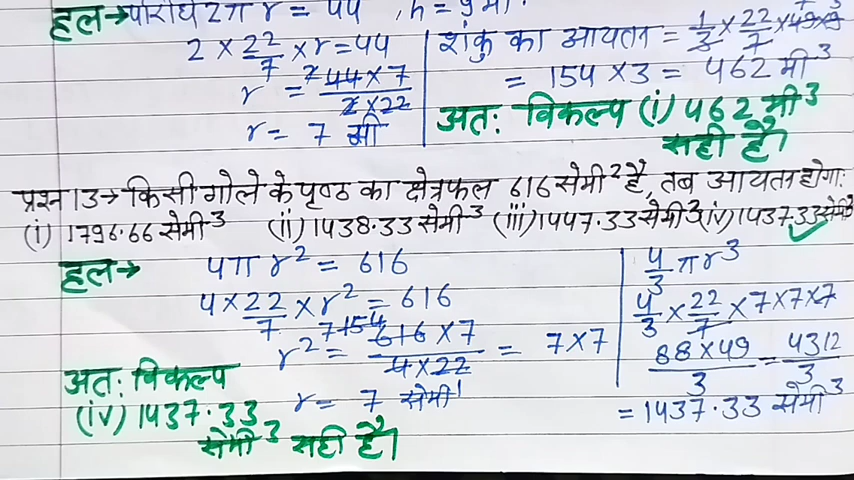 हल→ परिधि 2πr = 44 , h = 9 मी०
2 × 22/7 × r = 44
r = 44 × 7 / 2 × 22
r = 7 मी
शंकु का आयतन = 1/3 × 22/7 × 49 × 9
= 154 × 3 = 462 मी³
अतः विकल्प (i) 462 मी³
सही है।
प्रश्न 13→ किसी गोले के पृष्ठ का क्षेत्रफल 616 सेमी² है, तब आयतन होगा:
(i) 1796.66 सेमी³ (ii) 1438.33 सेमी³ (iii) 1447.33 सेमी³ (iv) 1437.33 सेमी³
हल→ 4πr² = 616
4 × 22/7 × r² = 616
r² = 616 × 7 / 4 × 22 = 7×7
r = 7 सेमी
4/3 πr³
4/3 × 22/7 × 7×7×7
88×49/3 = 4312/3
= 1437.33 सेमी³
अतः विकल्प
(iv) 1437.33
सेमी³ सही है।